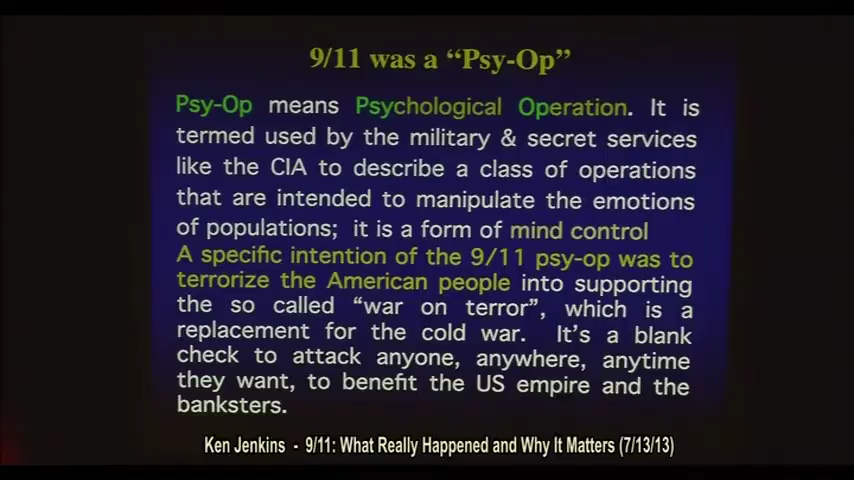 9/11 was a “Psy-Op”
Psy-Op means Psychological Operation. It is
termed used by the military & secret services
like the CIA to describe a class of operations
that are intended to manipulate the emotions
of populations; it is a form of mind control
A specific intention of the 9/11 psy-op was to
terrorize the American people into supporting
the so called “war on terror”, which is a
replacement for the cold war. It’s a blank
check to attack anyone, anywhere, anytime
they want, to benefit the US empire and the
banksters.
Ken Jenkins - 9/11: What Really Happened and Why It Matters (7/13/13)